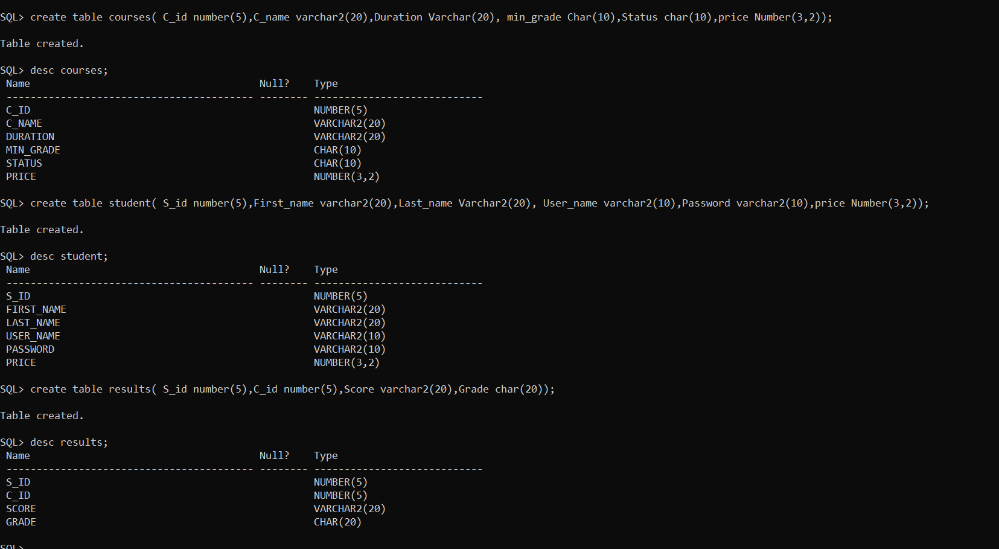 SQL> create table courses( C_id number(5),C_name varchar2(20),Duration Varchar(20), min_grade Char(10),Status char(10),price Number(3,2));
Table created.
SQL> desc courses;
Name Null? Type
----------------------------------------- -------- ----------------------------
C_ID NUMBER(5)
C_NAME VARCHAR2(20)
DURATION VARCHAR2(20)
MIN_GRADE CHAR(10)
STATUS CHAR(10)
PRICE NUMBER(3,2)
SQL> create table student( S_id number(5),First_name varchar2(20),Last_name Varchar2(20), User_name varchar2(10),Password varchar2(10),price Number(3,2));
Table created.
SQL> desc student;
Name Null? Type
----------------------------------------- -------- ----------------------------
S_ID NUMBER(5)
FIRST_NAME VARCHAR2(20)
LAST_NAME VARCHAR2(20)
USER_NAME VARCHAR2(10)
PASSWORD VARCHAR2(10)
PRICE NUMBER(3,2)
SQL> create table results( S_id number(5),C_id number(5),Score varchar2(20),Grade char(20));
Table created.
SQL> desc results;
Name Null? Type
----------------------------------------- -------- ----------------------------
S_ID NUMBER(5)
C_ID NUMBER(5)
SCORE VARCHAR2(20)
GRADE CHAR(20)
SQL>